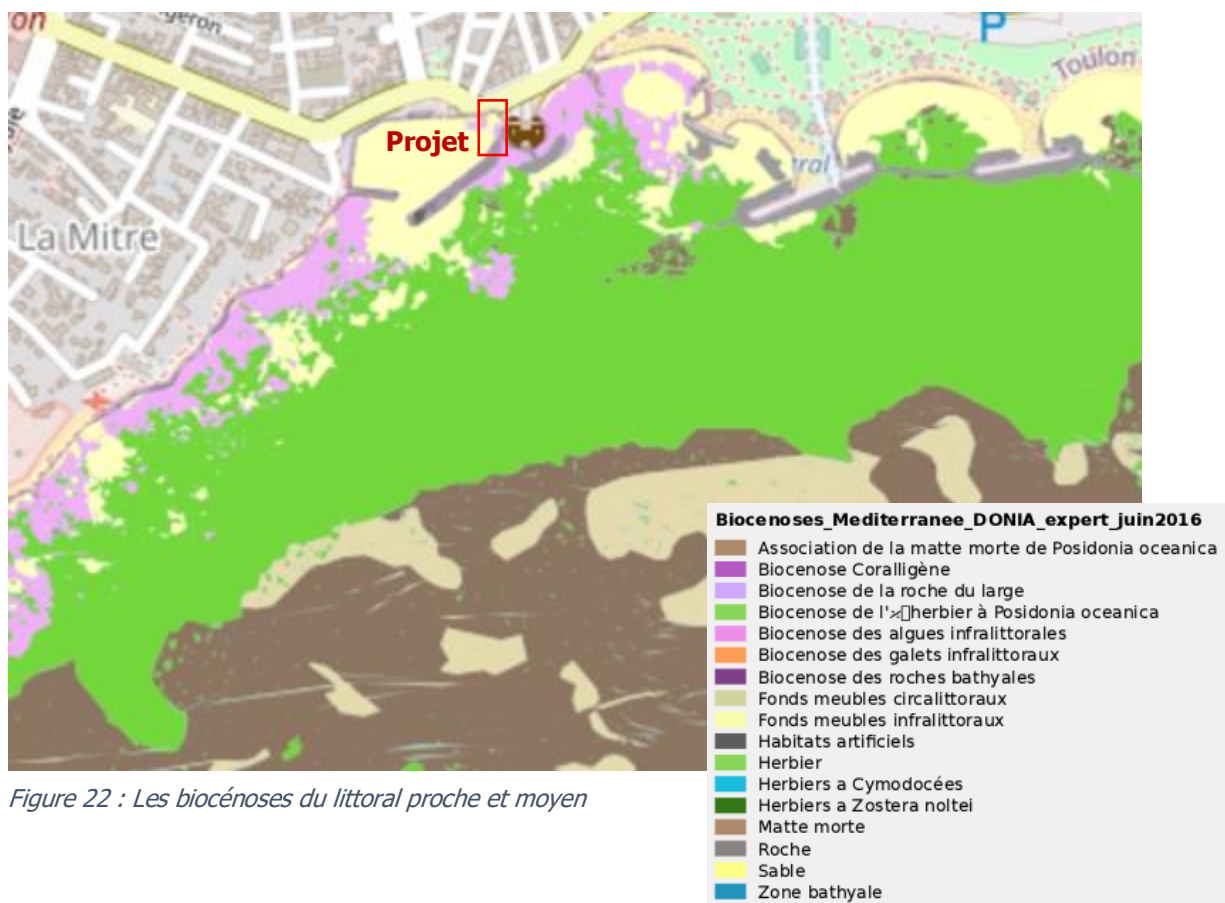 on
geron
P
Toulon
Projet
ral
La Mitre
Biocenoses_Mediterranee_DONIA_expert_juin2016
Association de la matte morte de Posidonia oceanica
Biocenose Coralligène
Biocenose de la roche du large
Biocenose de l'herbier à Posidonia oceanica
Biocenose des algues infralittorales
Biocenose des galets infralittoraux
Biocenose des roches bathyales
Fonds meubles circalittoraux
Fonds meubles infralittoraux
Habitats artificiels
Herbier
Herbiers a Cymodocées
Herbiers a Zostera noltei
Matte morte
Roche
Sable
Zone bathyale
Figure 22 : Les biocénoses du littoral proche et moyen